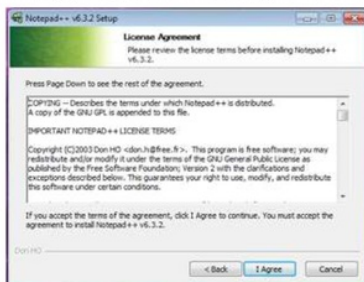 Notepad++ v6.3.2 Setup
License Agreement
Please review the license terms before installing Notepad++
v6.3.2.
Press Page Down to see the rest of the agreement.
COPYING -- Describes the terms under which Notepad++ is distributed.
A copy of the GNU GPL is appended to this file.
IMPORTANT NOTEPAD++ LICENSE TERMS
Copyright (C)2003 Don HO <don.h@free.fr>. This program is free software; you may
redistribute and/or modify it under the terms of the GNU General Public License as
published by the Free Software Foundation; Version 2 with the clarifications and
exceptions described below. This guarantees your right to use, modify, and redistribute
this software under certain conditions.
If you accept the terms of the agreement, click I Agree to continue. You must accept the
agreement to install Notepad++ v6.3.2.
Don HO
< Back
I Agree
Cancel